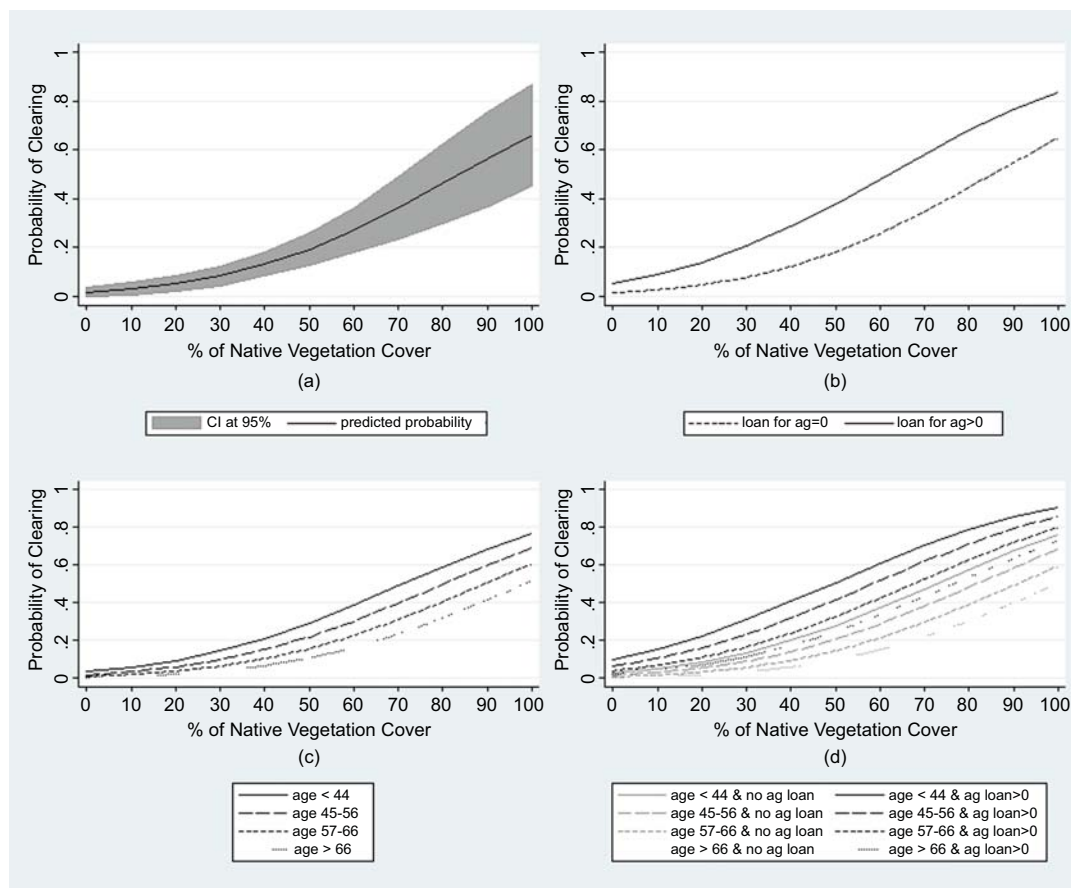 Probability of Clearing
1
.8
.6
.4
.2
0
0 10 20 30 40 50 60 70 80 90 100
% of Native Vegetation Cover
(a)
CI at 95% predicted probability
Probability of Clearing
1
.8
.6
.4
.2
0
0 10 20 30 40 50 60 70 80 90 100
% of Native Vegetation Cover
(b)
loan for ag=0 loan for ag>0
Probability of Clearing
1
.8
.6
.4
.2
0
0 10 20 30 40 50 60 70 80 90 100
% of Native Vegetation Cover
(c)
age < 44
age 45-56
age 57-66
age > 66
Probability of Clearing
1
.8
.6
.4
.2
0
0 10 20 30 40 50 60 70 80 90 100
% of Native Vegetation Cover
(d)
age < 44 & no ag loan age < 44 & ag loan>0
age 45-56 & no ag loan age 45-56 & ag loan>0
age 57-66 & no ag loan age 57-66 & ag loan>0
age > 66 & no ag loan age > 66 & ag loan>0